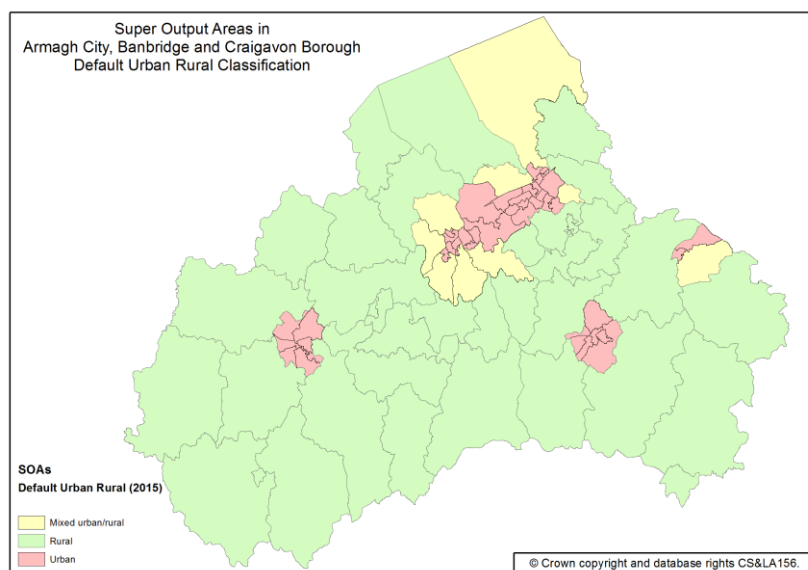 Super Output Areas in
Armagh City, Banbridge and Craigavon Borough
Default Urban Rural Classification
SOAs
Default Urban Rural (2015)
Mixed urban/rural
Rural
Urban
© Crown copyright and database rights CS&LA156.